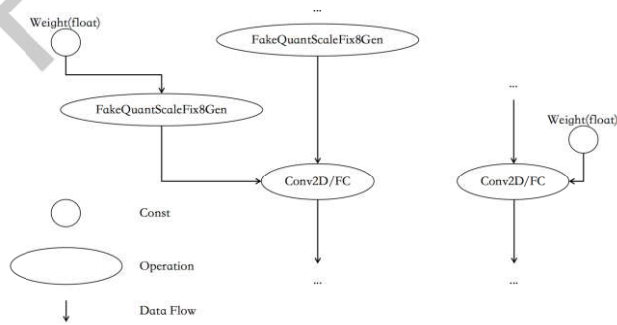 ...
Weight(float)
FakeQuantScaleFix8Gen
...
FakeQuantScaleFix8Gen
Weight(float)
Conv2D/FC
Conv2D/FC
Const
Operation
...
...
Data Flow